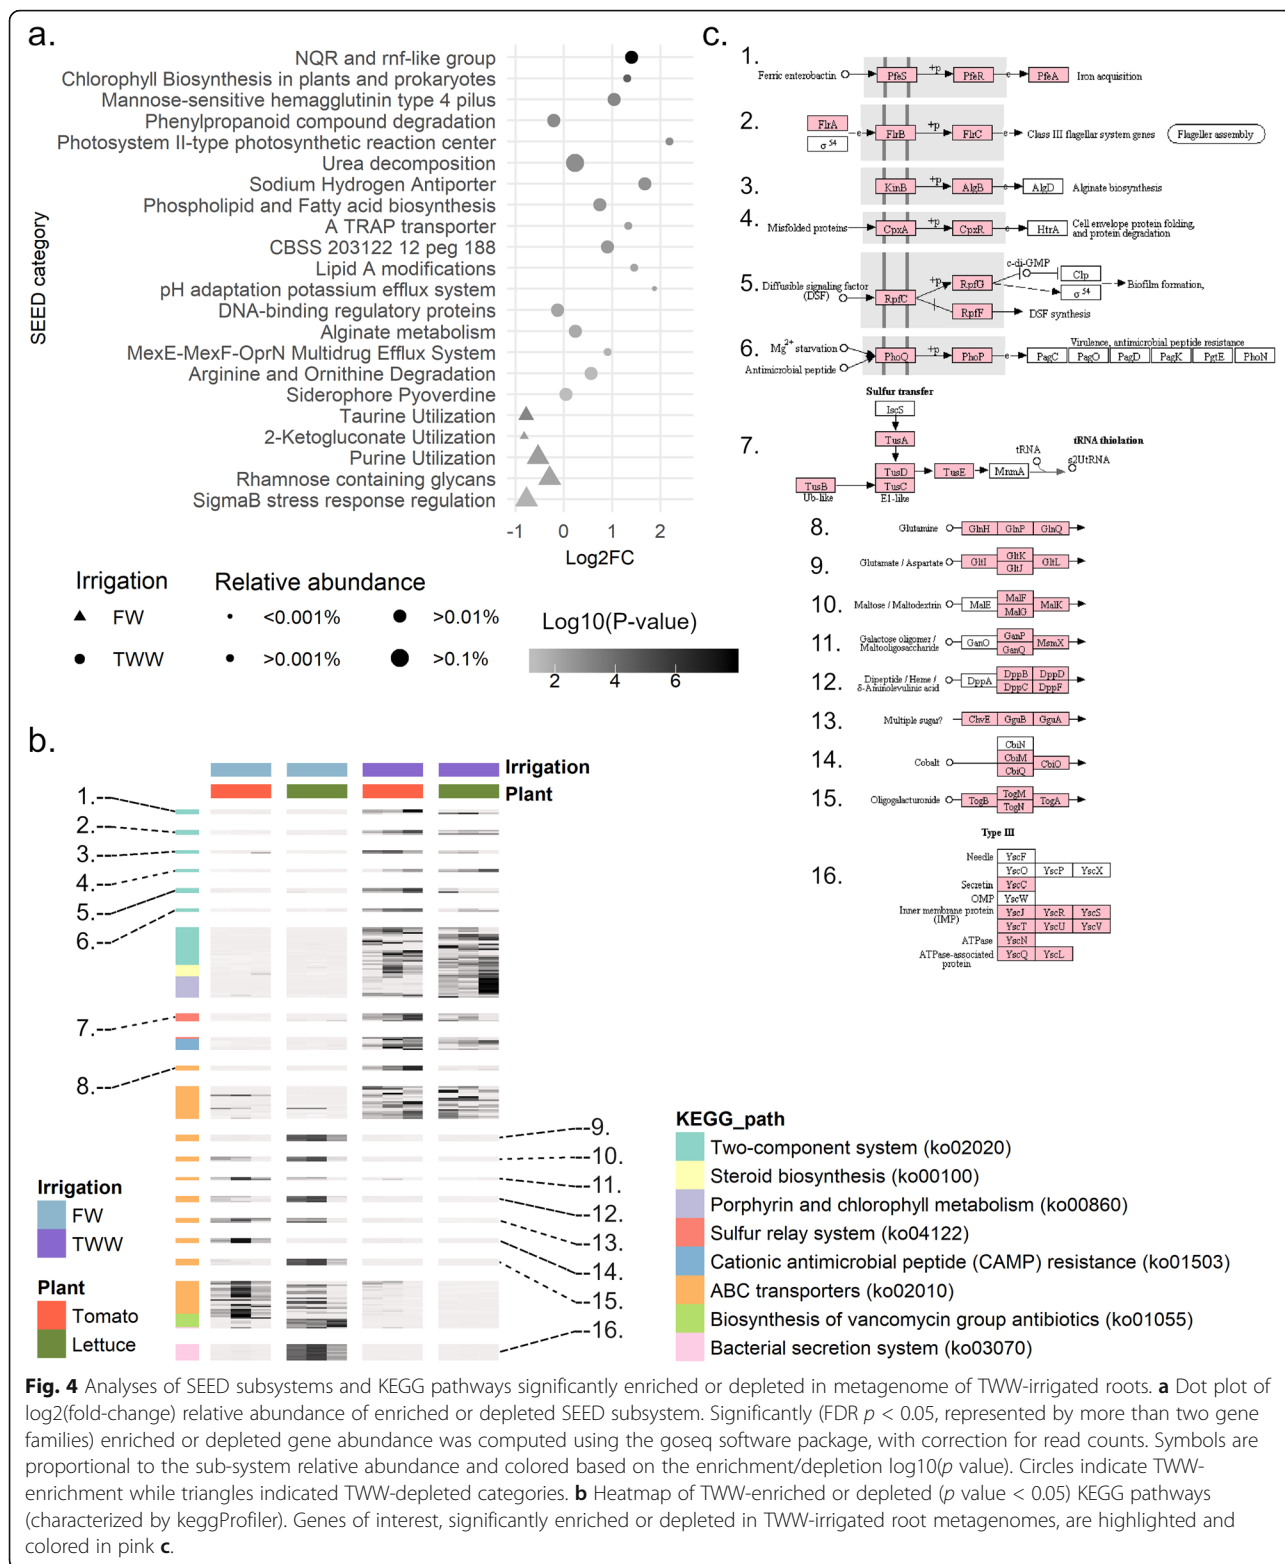 a.
SEED category
NQR and rnf-like group
Chlorophyll Biosynthesis in plants and prokaryotes
Mannose-sensitive hemagglutinin type 4 pilus
Phenylpropanoid compound degradation
Photosystem II-type photosynthetic reaction center
Urea decomposition
Sodium Hydrogen Antiporter
Phospholipid and Fatty acid biosynthesis
A TRAP transporter
CBSS 203122 12 peg 188
Lipid A modifications
pH adaptation potassium efflux system
DNA-binding regulatory proteins
Alginate metabolism
MexE-MexF-OprN Multidrug Efflux System
Arginine and Ornithine Degradation
Siderophore Pyoverdine
Taurine Utilization
2-Ketogluconate Utilization
Purine Utilization
Rhamnose containing glycans
SigmaB stress response regulation
-1 0 1 2
Log2FC
Irrigation
FW
TWW
Relative abundance
<0.001%
>0.001%
>0.01%
>0.1%
Log10(P-value)
2 4 6
b.
Irrigation
Plant
1.
2.
3.
4.
5.
6.
7.
8.
9.
10.
11.
12.
13.
14.
15.
16.
Irrigation
FW
TWW
Plant
Tomato
Lettuce
KEGG_path
Two-component system (ko02020)
Steroid biosynthesis (ko00100)
Porphyrin and chlorophyll metabolism (ko00860)
Sulfur relay system (ko04122)
Cationic antimicrobial peptide (CAMP) resistance (ko01503)
ABC transporters (ko02010)
Biosynthesis of vancomycin group antibiotics (ko01055)
Bacterial secretion system (ko03070)
c.
1.
Ferric enterobactin PfeS +p PfeR e PfeA Iron acquisition
2.
FlrA
σ 54
e FlrB +p FlrC e Class III flagellar system genes Flageller assembly
3.
KinB +p AlgB e AlgD Alginate biosynthesis
4.
Misfolded proteins CpxA +p CpxR e HtrA Cell envelope protein folding,
and protein degradation
5.
Diffusible signaling factor
(DSF)
RpfC +p RpfG c-di-GMP Clp
σ 54
Biofilm formation,
RpfF DSF synthesis
6.
Mg2+ starvation
Antimicrobial peptide
PhoQ +p PhoP e
Virulence, antimicrobial peptide resistance
PagC PagO PagD PagK PgtE PhoN
7.
Sulfur transfer
IscS
TusA
TusD TusE MnmA
tRNA
tRNA thiolation
s2UtRNA
TusB TusC
Ub-like E1-like
8.
Glutamine GlnH GlnP GlnQ
9.
Glutamate / Aspartate GltI GltK GltL
GltJ
10.
Maltose / Maltodextrin MalE MalF MalK
MalG
11.
Galactose oligomer /
Maltooligosaccharide
GanO GanP MsmX
GanQ
12.
Dipeptide / Heme /
δ-Aminolevulinic acid
DppA DppB DppD
DppC DppF
13.
Multiple sugar? ChvE GguB GguA
14.
Cobalt CbiN
CbiM CbiO
CbiQ
15.
Oligogalacturonide TogB TogM TogA
TogN
16.
Type III
Needle YscF
YscO YscP YscX
Secretin YscC
OMP YscW
Inner membrane protein
(IMP)
YscJ YscR YscS
YscT YscU YscV
ATPase YscN
ATPase-associated
protein
YscQ YscL
Fig. 4 Analyses of SEED subsystems and KEGG pathways significantly enriched or depleted in metagenome of TWW-irrigated roots. a Dot plot of
log2(fold-change) relative abundance of enriched or depleted SEED subsystem. Significantly (FDR p < 0.05, represented by more than two gene
families) enriched or depleted gene abundance was computed using the goseq software package, with correction for read counts. Symbols are
proportional to the sub-system relative abundance and colored based on the enrichment/depletion log10(p value). Circles indicate TWW-
enrichment while triangles indicated TWW-depleted categories. b Heatmap of TWW-enriched or depleted (p value < 0.05) KEGG pathways
(characterized by keggProfiler). Genes of interest, significantly enriched or depleted in TWW-irrigated root metagenomes, are highlighted and
colored in pink c.